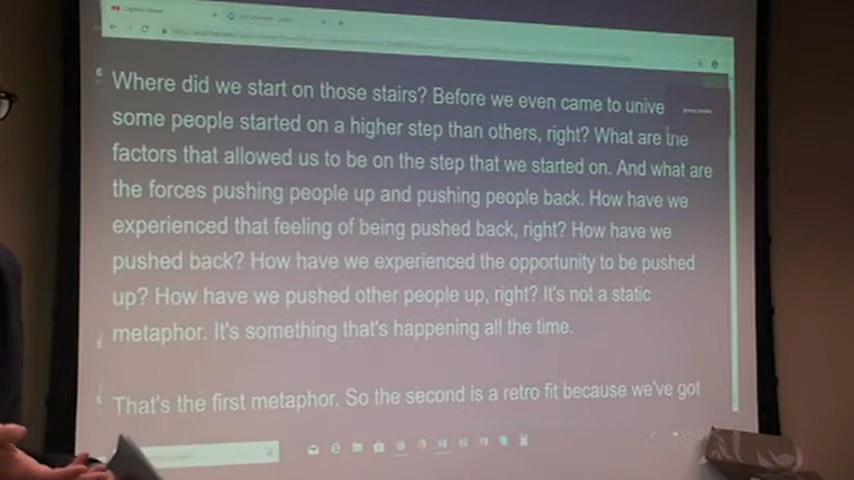 Where did we start on those stairs? Before we even came to unive
some people started on a higher step than others, right? What are the
factors that allowed us to be on the step that we started on. And what are
the forces pushing people up and pushing people back. How have we
experienced that feeling of being pushed back, right? How have we
pushed back? How have we experienced the opportunity to be pushed
up? How have we pushed other people up, right? It's not a static
metaphor. It's something that's happening all the time.
That's the first metaphor. So the second is a retro fit because we've got